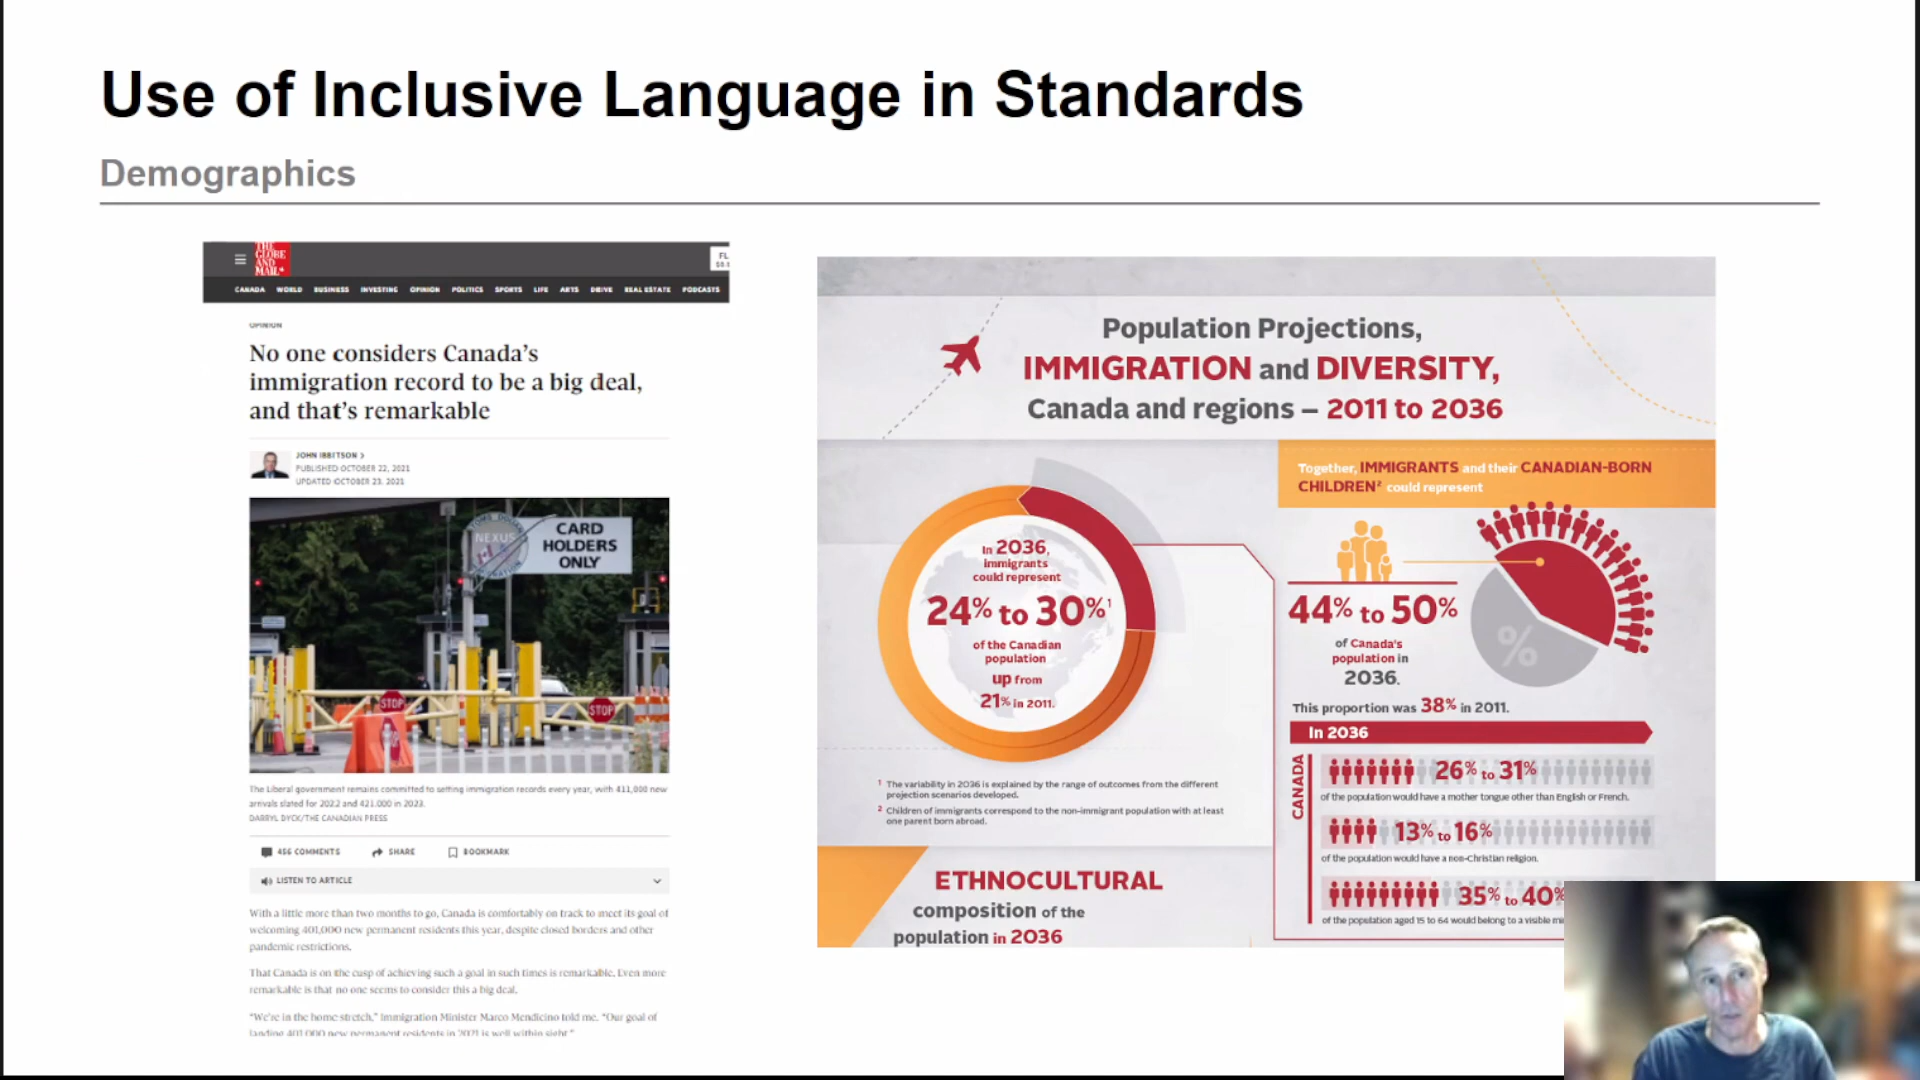 Use of Inclusive Language in Standards
Demographics
THE
GLOBE
AND
MAIL*
FL
CANADA WORLD BUSINESS INVESTING OPINION POLITICS SPORTS LIFE ARTS DRIVE REAL ESTATE PODCASTS
OPINION
No one considers Canada's
immigration record to be a big deal,
and that's remarkable
JOHN IBBITSON >
PUBLISHED OCTOBER 22, 2021
UPDATED OCTOBER 23, 2021
NEXUS
CARD
HOLDERS
ONLY
STOP
STOP
The Liberal government remains committed to setting immigration records every year, with 411,000 new
arrivals slated for 2022 and 421,000 in 2023.
DARRYL DYCK/THE CANADIAN PRESS
456 COMMENTS SHARE BOOKMARK
LISTEN TO ARTICLE
With a little more than two months to go, Canada is comfortably on track to meet its goal of
welcoming 401,000 new permanent residents this year, despite closed borders and other
pandemic restrictions.
That Canada is on the cusp of achieving such a goal in such times is remarkable. Even more
remarkable is that no one seems to consider this a big deal.
"We're in the home stretch," Immigration Minister Marco Mendicino told me. "Our goal of
landing 401,000 new permanent residents in 2021 is well within sight."
Population Projections,
IMMIGRATION and DIVERSITY,
Canada and regions – 2011 to 2036
In 2036,
immigrants
could represent
24% to 30%¹
of the Canadian
population
up from
21% in 2011.
¹ The variability in 2036 is explained by the range of outcomes from the different
projection scenarios developed.
² Children of immigrants correspond to the non-immigrant population with at least
one parent born abroad.
ETHNOCULTURAL
composition of the
population in 2036
Together, IMMIGRANTS and their CANADIAN-BORN
CHILDREN² could represent
44% to 50%
of Canada's
population in
2036.
%
This proportion was 38% in 2011.
In 2036
CANADA
26% to 31%
of the population would have a mother tongue other than English or French.
13% to 16%
of the population would have a non-Christian religion.
35% to 40%
of the population aged 15 to 64 would belong to a visible